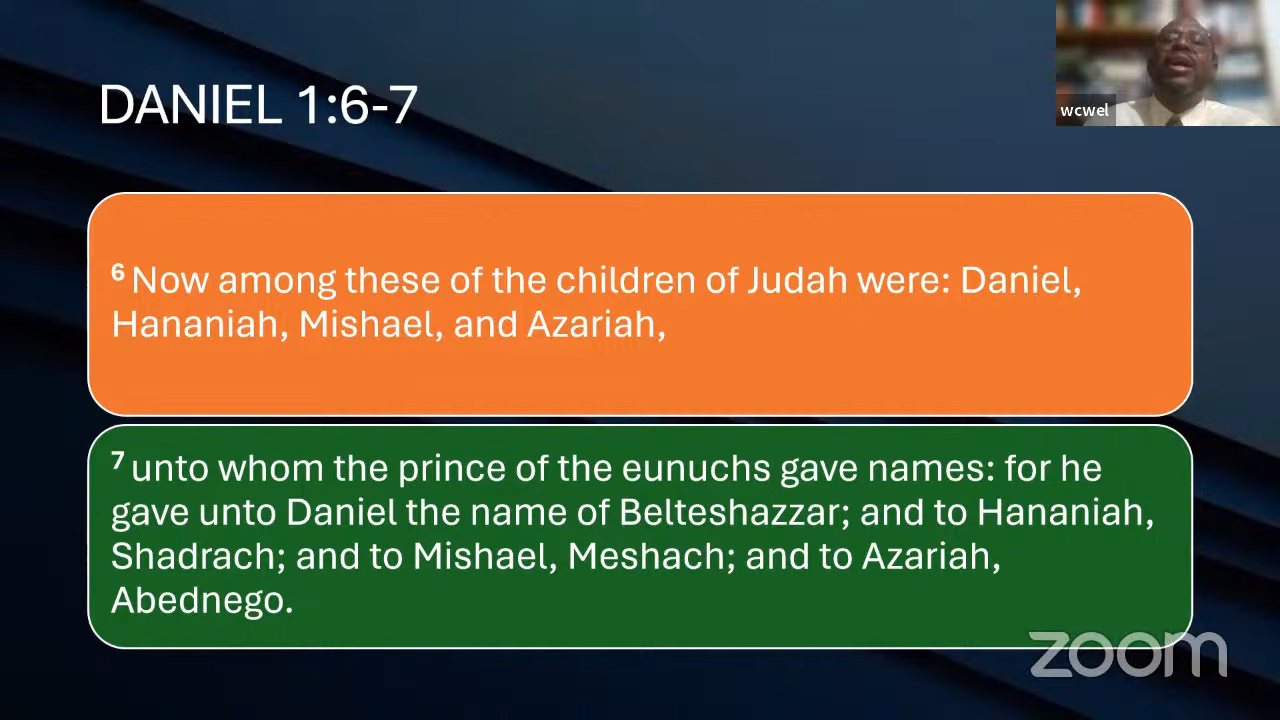 DANIEL 1:6-7
wcwel
6 Now among these of the children of Judah were: Daniel,
Hananiah, Mishael, and Azariah,
7 unto whom the prince of the eunuchs gave names: for he
gave unto Daniel the name of Belteshazzar; and to Hananiah,
Shadrach; and to Mishael, Meshach; and to Azariah,
Abednego.
zoom